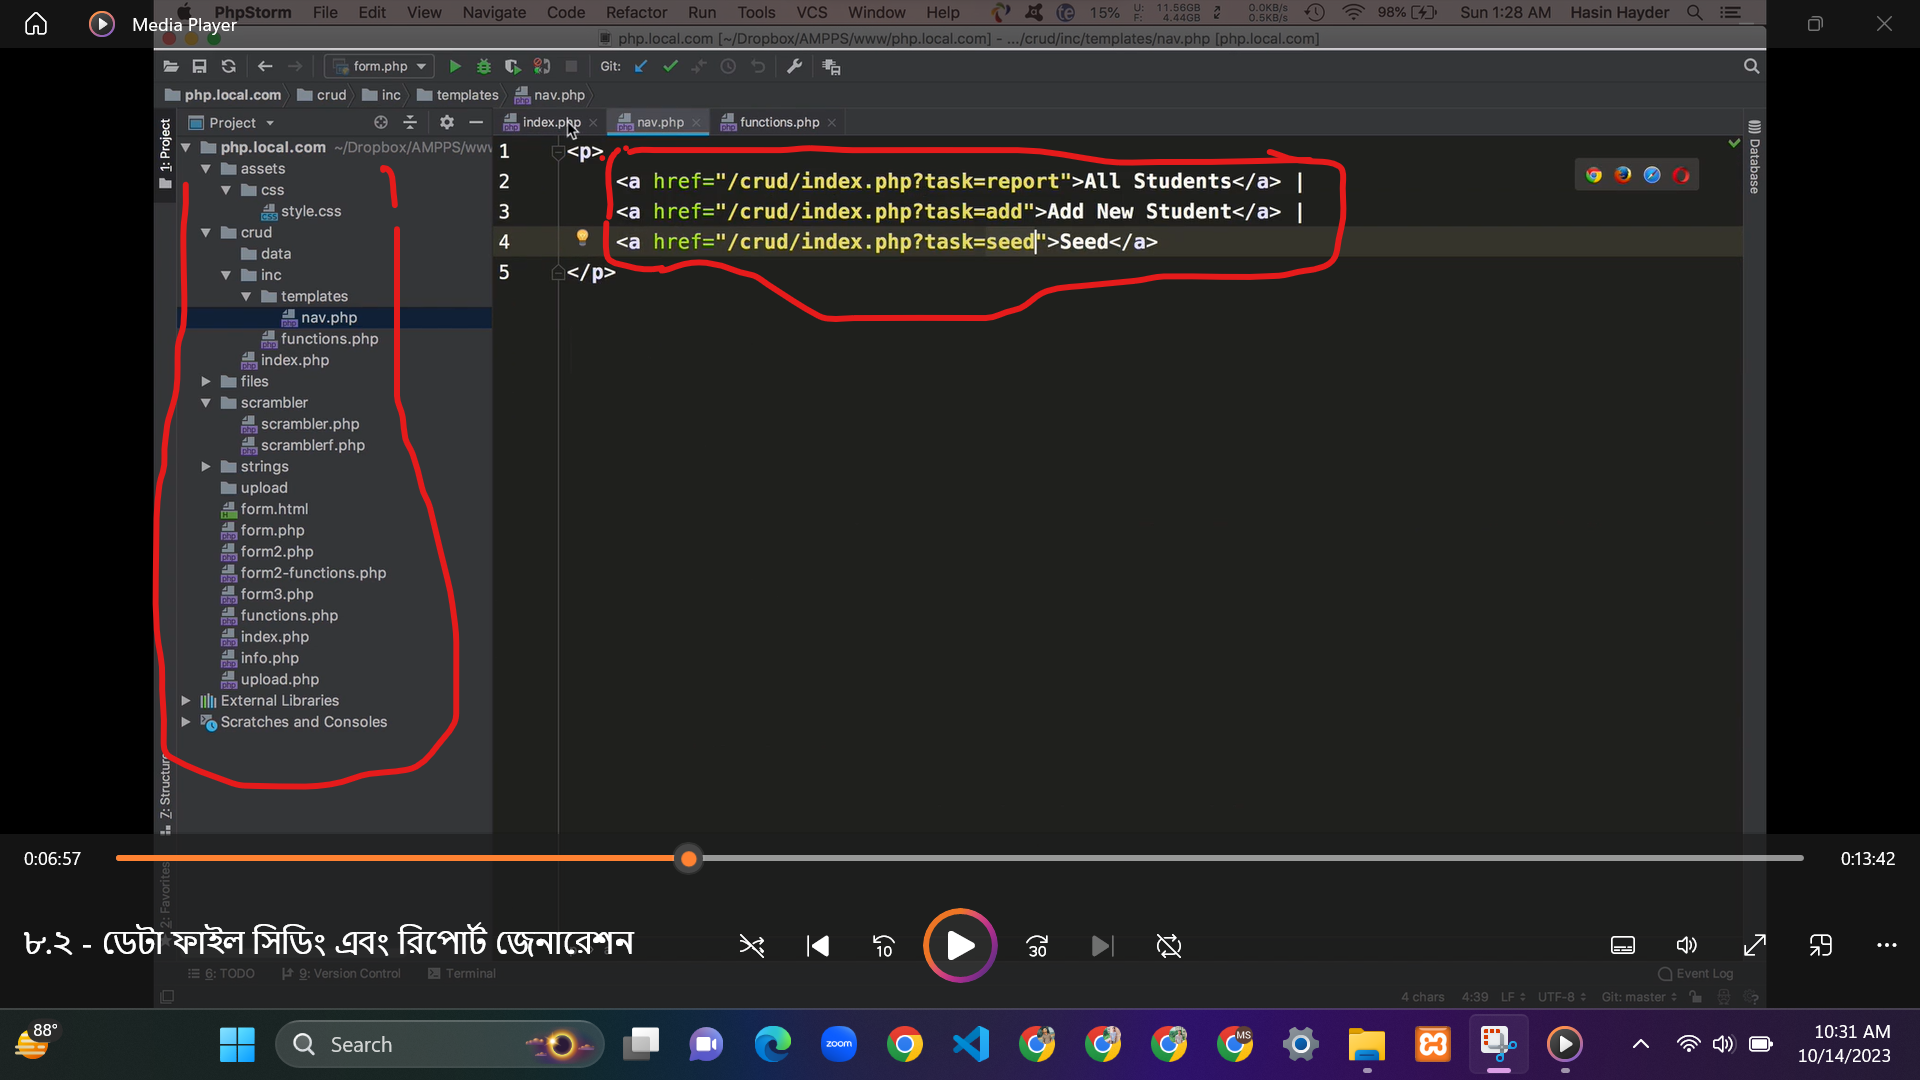 Media Player
PhpStorm File Edit View Navigate Code Refactor Run Tools VCS Window Help 15% U: 11.56GB F: 4.44GB 0.0KB/s 0.5KB/s 98% Sun 1:28 AM Hasin Hayder
php.local.com [~/Dropbox/AMPPS/www/php.local.com] - .../crud/inc/templates/nav.php [php.local.com]
form.php Git:
php.local.com crud inc templates nav.php
1: Project
Project
index.php nav.php functions.php
Database
php.local.com ~/Dropbox/AMPPS/www
assets
css
style.css
crud
data
inc
templates
nav.php
functions.php
index.php
files
scrambler
scrambler.php
scramblerf.php
strings
upload
form.html
form.php
form2.php
form2-functions.php
form3.php
functions.php
index.php
info.php
upload.php
External Libraries
Scratches and Consoles
1 <p>
2 <a href="/crud/index.php?task=report">All Students</a> |
3 <a href="/crud/index.php?task=add">Add New Student</a> |
4 <a href="/crud/index.php?task=seed">Seed</a>
5 </p>
Z: Structure
2: Favorites
0:06:57 0:13:42
৮.২ - ডেটা ফাইল সিডিং এবং রিপোর্ট জেনারেশন
10 30
6: TODO 9: Version Control Terminal Event Log
4 chars 4:39 LF UTF-8 Git: master
88° Search zoom MS 10:31 AM
10/14/2023